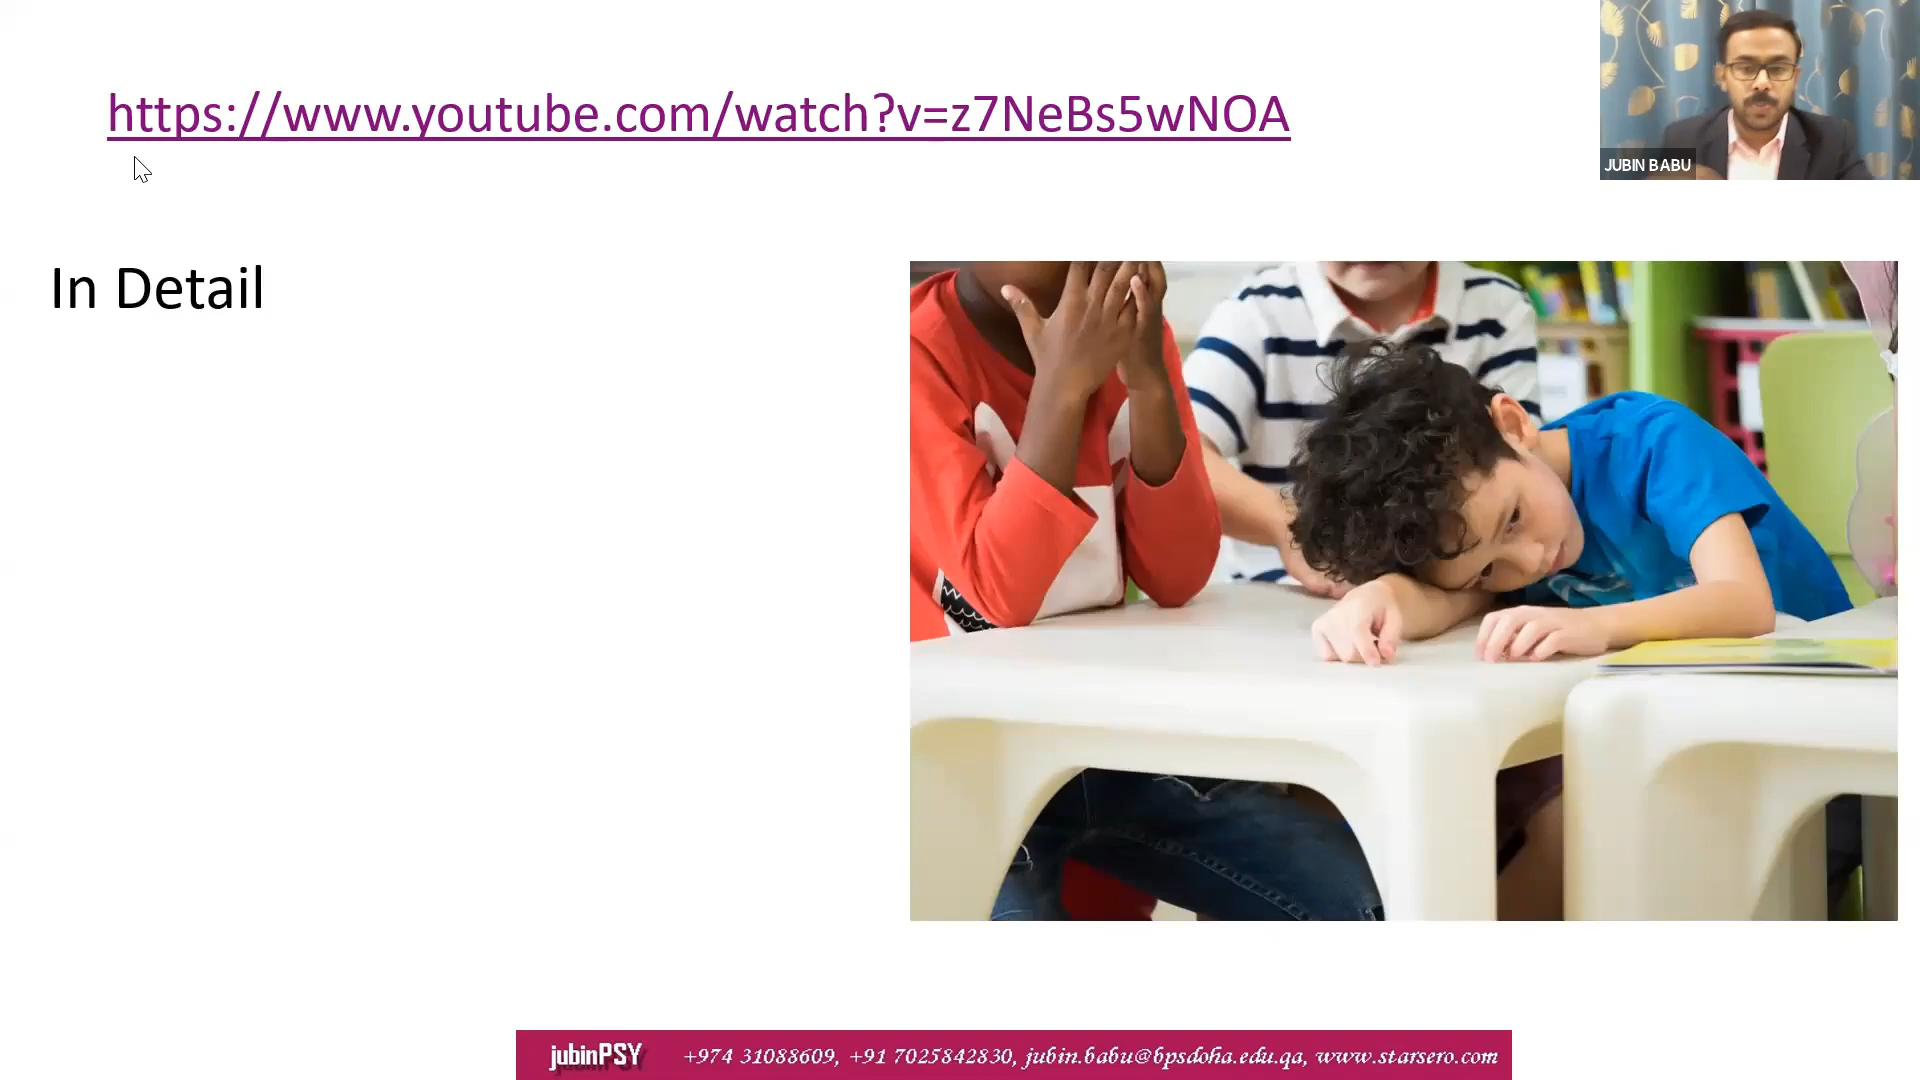 https://www.youtube.com/watch?v=z7NeBs5wNOA
JUBIN BABU
In Detail
jubinPSY +974 31088609, +91 7025842830, jubin.babu@bpsdoha.edu.qa, www.starsero.com